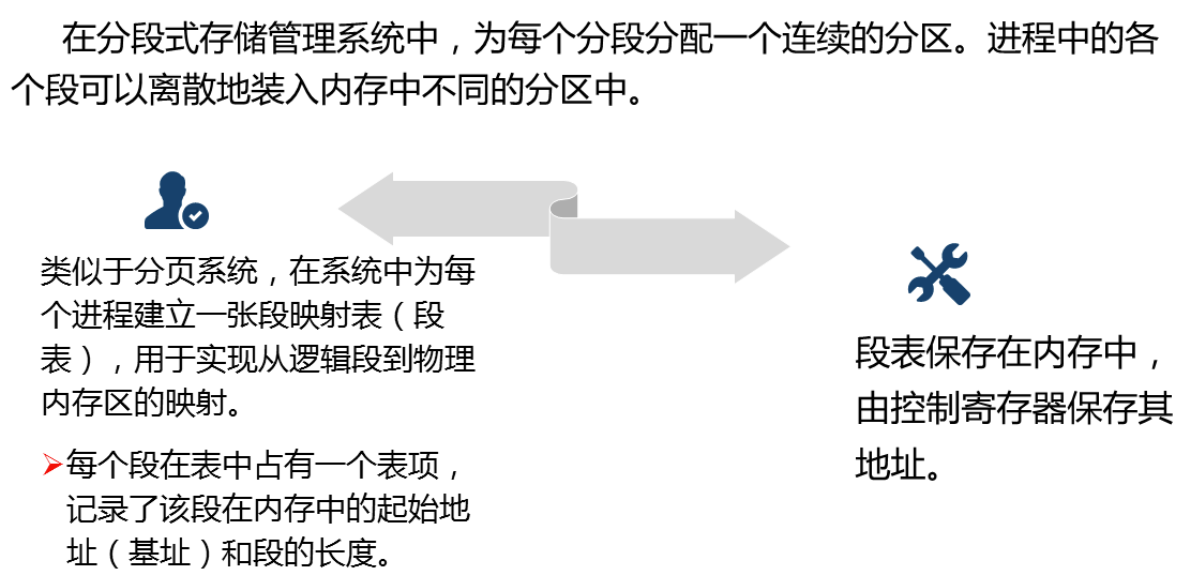 在分段式存储管理系统中，为每个分段分配一个连续的分区。进程中的各
个段可以离散地装入内存中不同的分区中。
类似于分页系统，在系统中为每
个进程建立一张段映射表（段
表），用于实现从逻辑段到物理
内存区的映射。
每个段在表中占有一个表项，
记录了该段在内存中的起始地
址（基址）和段的长度。
段表保存在内存中，
由控制寄存器保存其
地址。